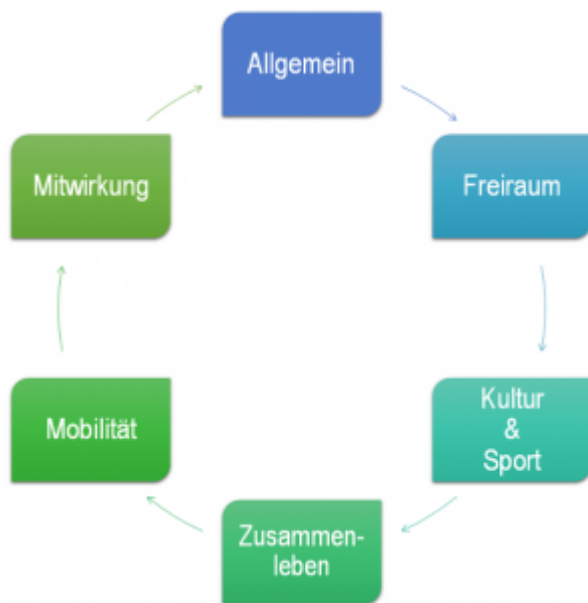 Allgemein
Freiraum
Kultur
&
Sport
Zusammen-
leben
Mobilität
Mitwirkung